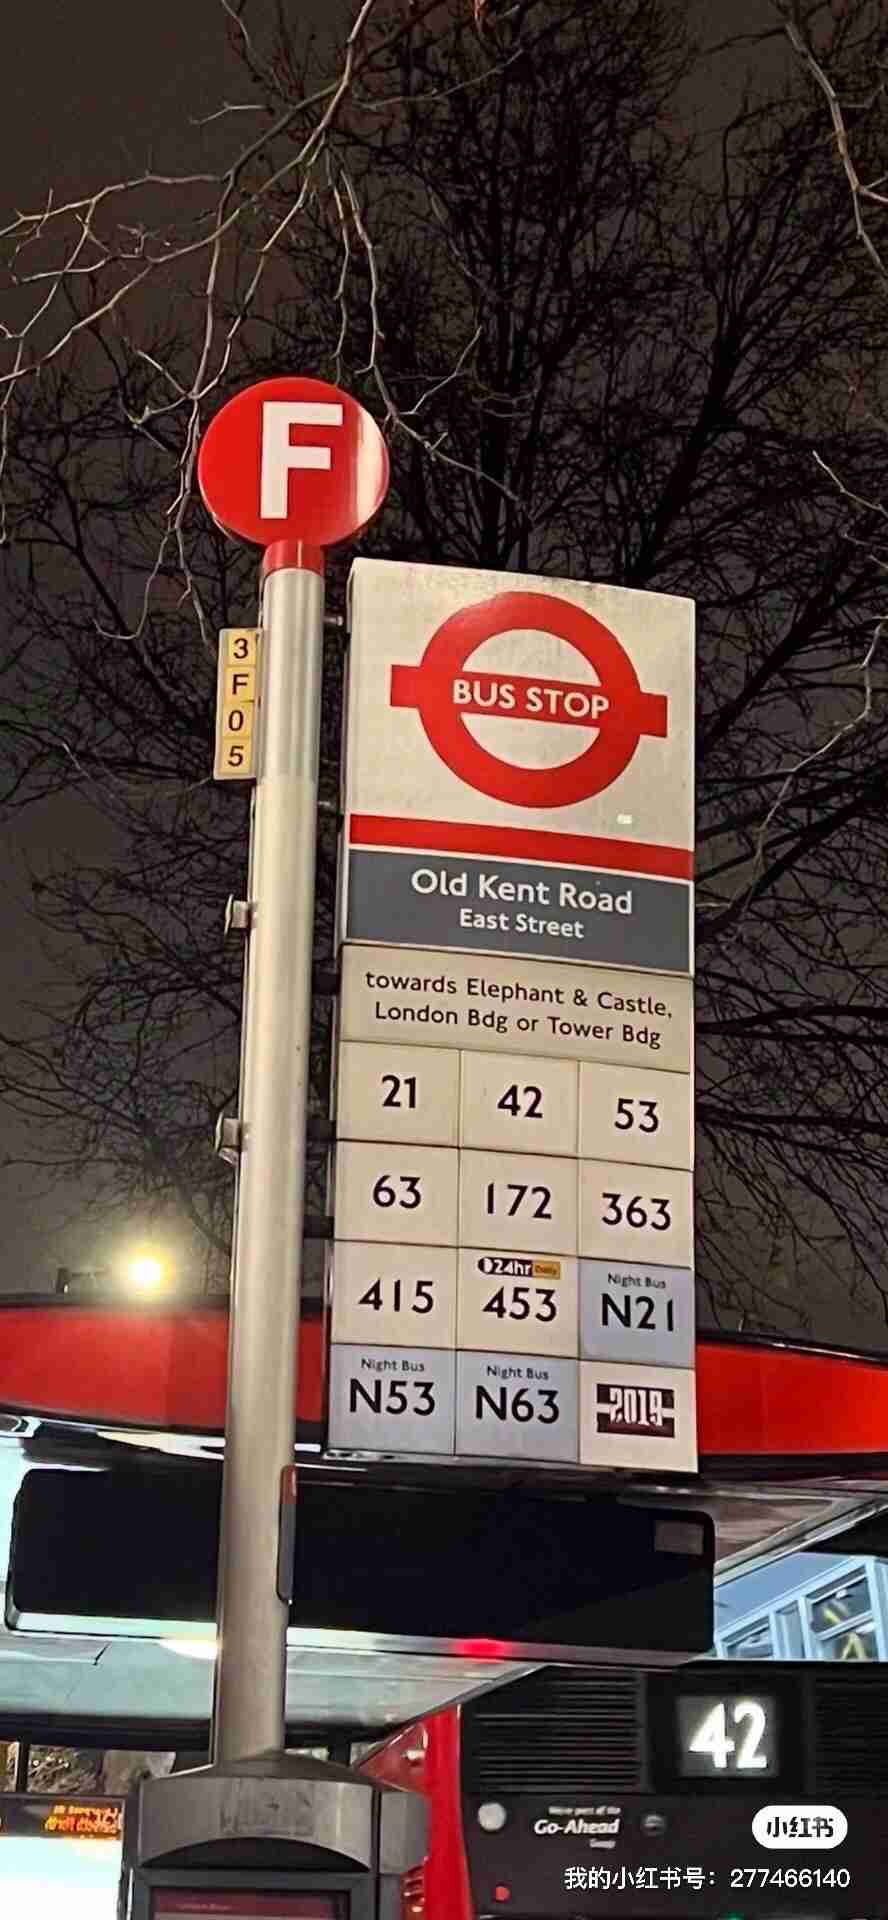 F
3
F
0
5
BUS STOP
Old Kent Road
East Street
towards Elephant & Castle,
London Bdg or Tower Bdg
21 42 53
63 172 363
24hr Daily
415 453
Night Bus
N21
Night Bus
N53
Night Bus
N63
2019
42
Go-Ahead
小红书
我的小红书号：277466140